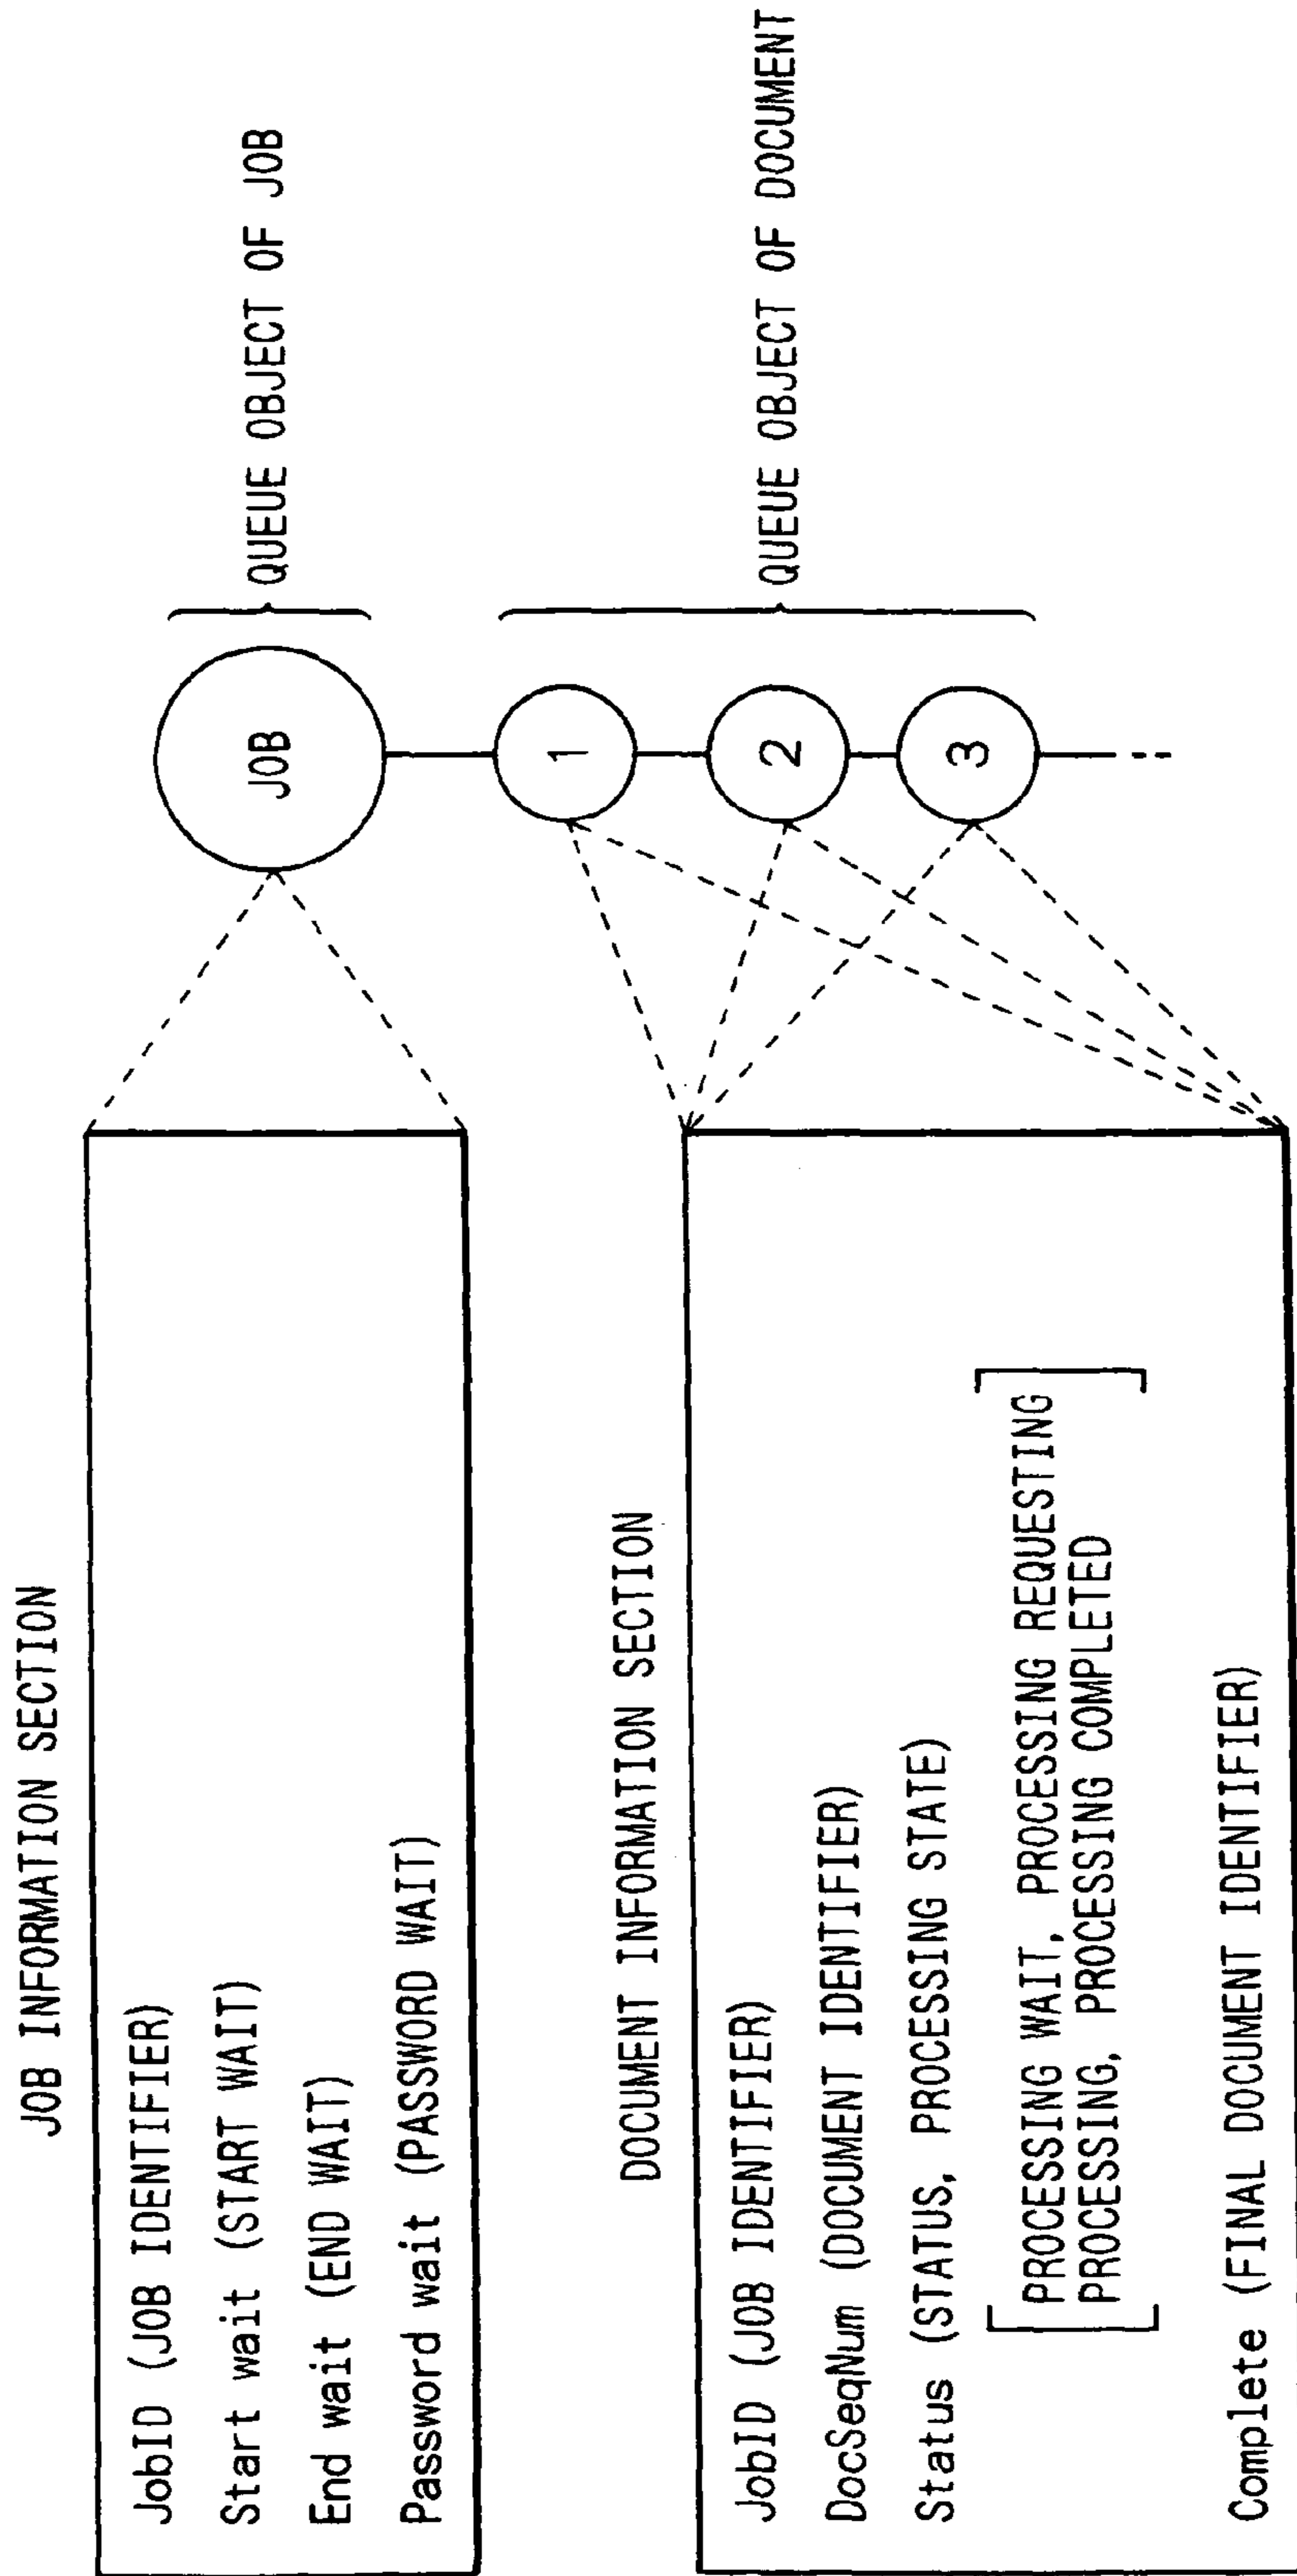 JOB INFORMATION SECTION
JobID (JOB IDENTIFIER)
Start wait (START WAIT)
End wait (END WAIT)
Password wait (PASSWORD WAIT)
JOB
QUEUE OBJECT OF JOB
DOCUMENT INFORMATION SECTION
JobID (JOB IDENTIFIER)
DocSeqNum (DOCUMENT IDENTIFIER)
Status (STATUS, PROCESSING STATE)
[PROCESSING WAIT, PROCESSING REQUESTING
PROCESSING, PROCESSING COMPLETED]
Complete (FINAL DOCUMENT IDENTIFIER)
1
2
3
QUEUE OBJECT OF DOCUMENT